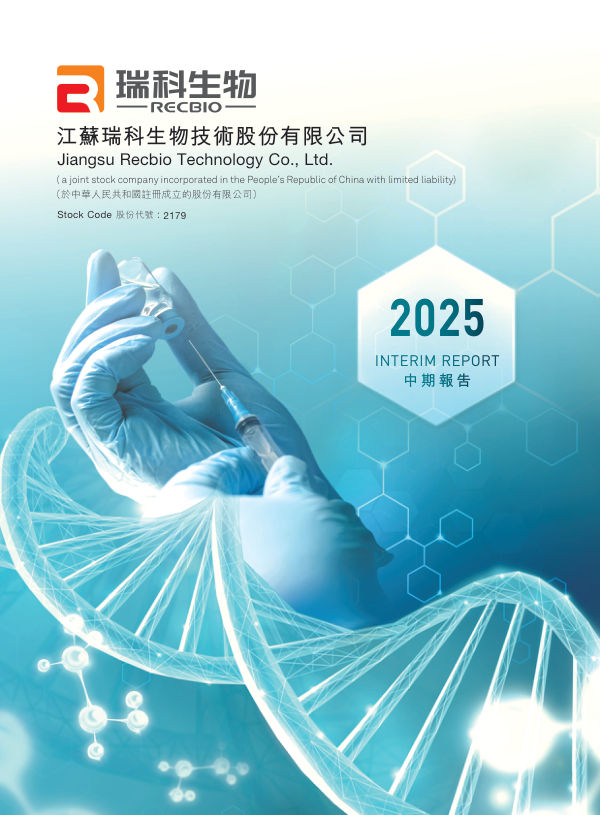 瑞科生物
RECBIO
江蘇瑞科生物技術股份有限公司
Jiangsu Recbio Technology Co., Ltd.
( a joint stock company incorporated in the People's Republic of China with limited liability)
(於中華人民共和國註冊成立的股份有限公司)
Stock Code 股份代號：2179
2025
INTERIM REPORT
中期報告